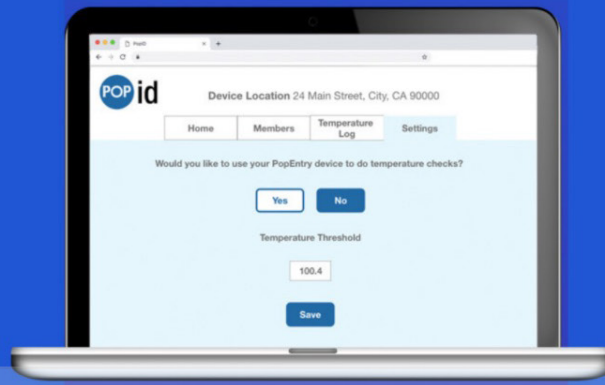 PopID
POP id
Device Location 24 Main Street, City, CA 90000
Home
Members
Temperature
Log
Settings
Would you like to use your PopEntry device to do temperature checks?
Yes
No
Temperature Threshold
100.4
Save